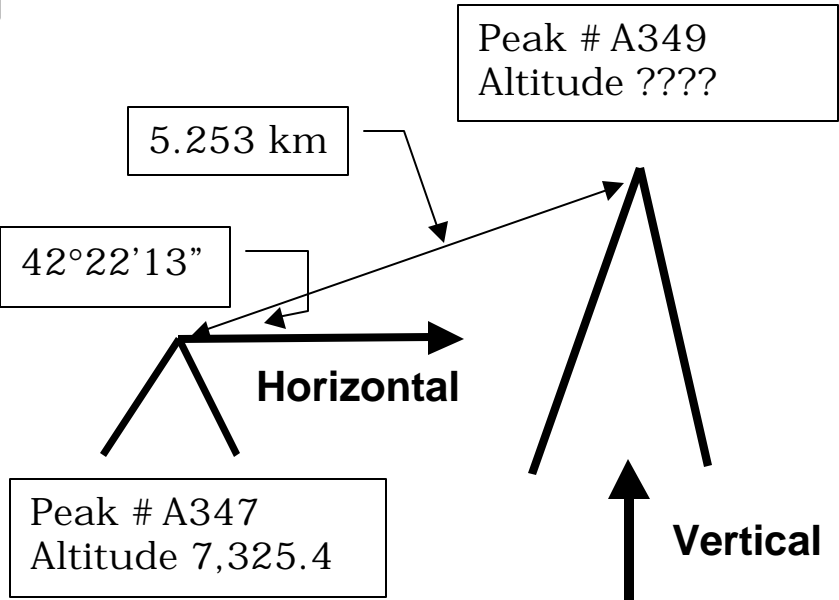 Peak # A349
Altitude ????
5.253 km
42°22’13”
Horizontal
Peak # A347
Altitude 7,325.4
Vertical